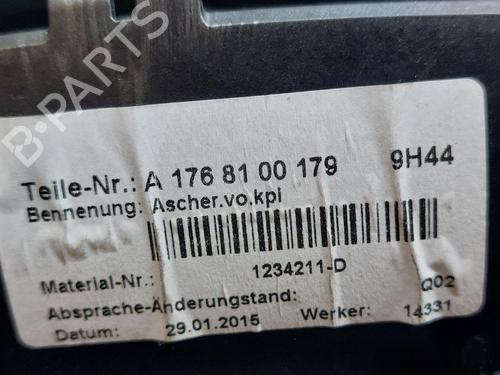 Teile-Nr.: A 176 81 00 179 9H44
Bennenung: Ascher.vo.kpl
Material-Nr.: 1234211-D
Absprache-Änderungstand: Q02
Datum: 29.01.2015 Werker: 14331
B-PARTS